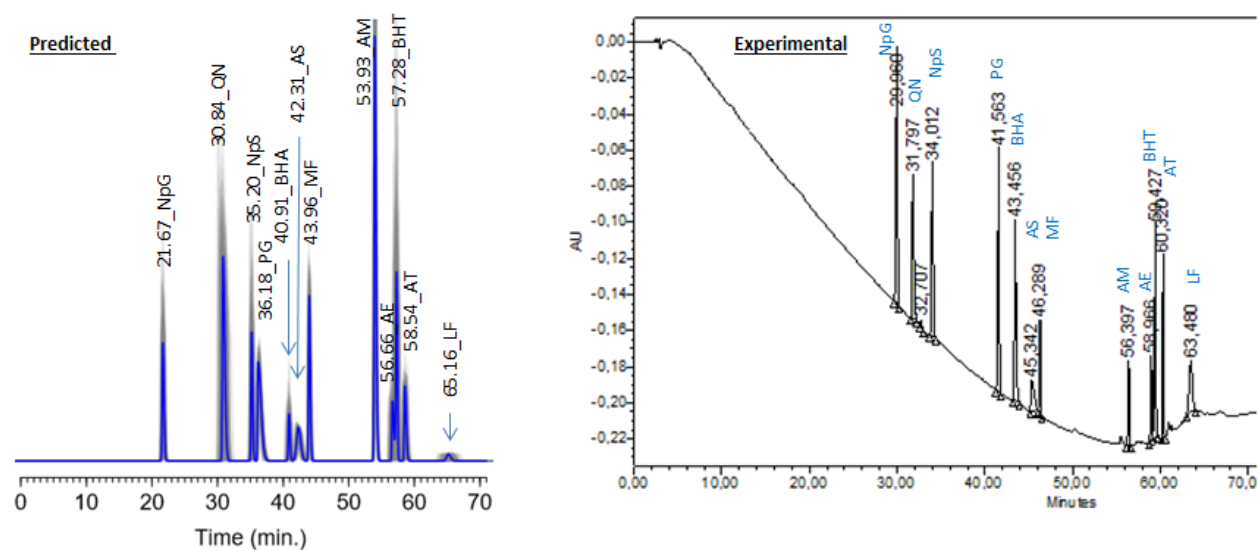 Predicted
21.67_NpG
30.84_QN
35.20_NpS
36.18_PG
40.91_BHA
42.31_AS
43.96_MF
53.93_AM
56.66_AE
57.28_BHT
58.54_AT
65.16_LF
0 10 20 30 40 50 60 70
Time (min.)
Experimental
AU
0,00
-0,02
-0,04
-0,06
-0,08
-0,10
-0,12
-0,14
-0,16
-0,18
-0,20
-0,22
NpG
29,960
QN
31,797
32,707
NpS
34,012
PG
41,563
BHA
43,456
AS
45,342
MF
46,289
AM
56,397
AE
58,966
BHT
59,427
AT
60,320
LF
63,480
0,00 10,00 20,00 30,00 40,00 50,00 60,00 70,0
Minutes